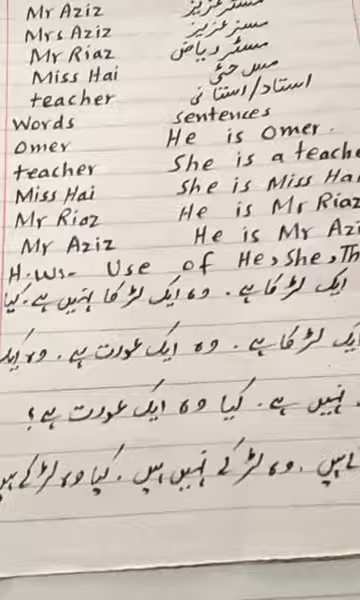 Mr Aziz مسٹر عزیز
Mrs Aziz مسز عزیز
Mr Riaz مسٹر ریاض
Miss Hai مس حئی
teacher استاد/استانی
Words sentences
Omer He is Omer.
teacher She is a teache
Miss Hai She is Miss Hai
Mr Riaz He is Mr Riaz
Mr Aziz He is Mr Azi
H.W:- Use of He, She, Th
ایک لڑکا ہے۔ وہ ایک لڑکا نہیں ہے۔ کیا
ایک لڑکا ہے۔ وہ ایک عورت ہے۔ وہ ایک
نہیں ہے۔ کیا وہ ایک عورت ہے؟
ہیں۔ وہ لڑکے نہیں ہیں۔ کیا وہ لڑکے ہیں